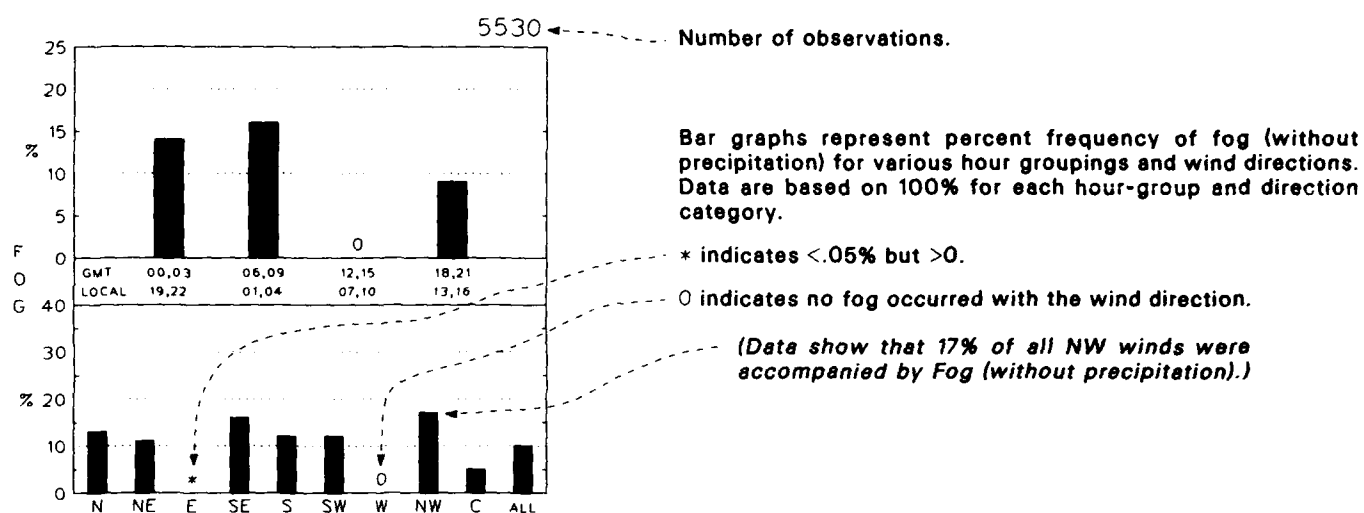 5530
Number of observations.
25
20
15
%
10
5
0
0
GMT 00,03 06,09 12,15 18,21
LOCAL 19,22 01,04 07,10 13,16
F
O
G
40
30
% 20
10
0
* 0
N NE E SE S SW W NW C ALL
Bar graphs represent percent frequency of fog (without
precipitation) for various hour groupings and wind directions.
Data are based on 100% for each hour-group and direction
category.
* indicates <.05% but >0.
0 indicates no fog occurred with the wind direction.
(Data show that 17% of all NW winds were
accompanied by Fog (without precipitation).)